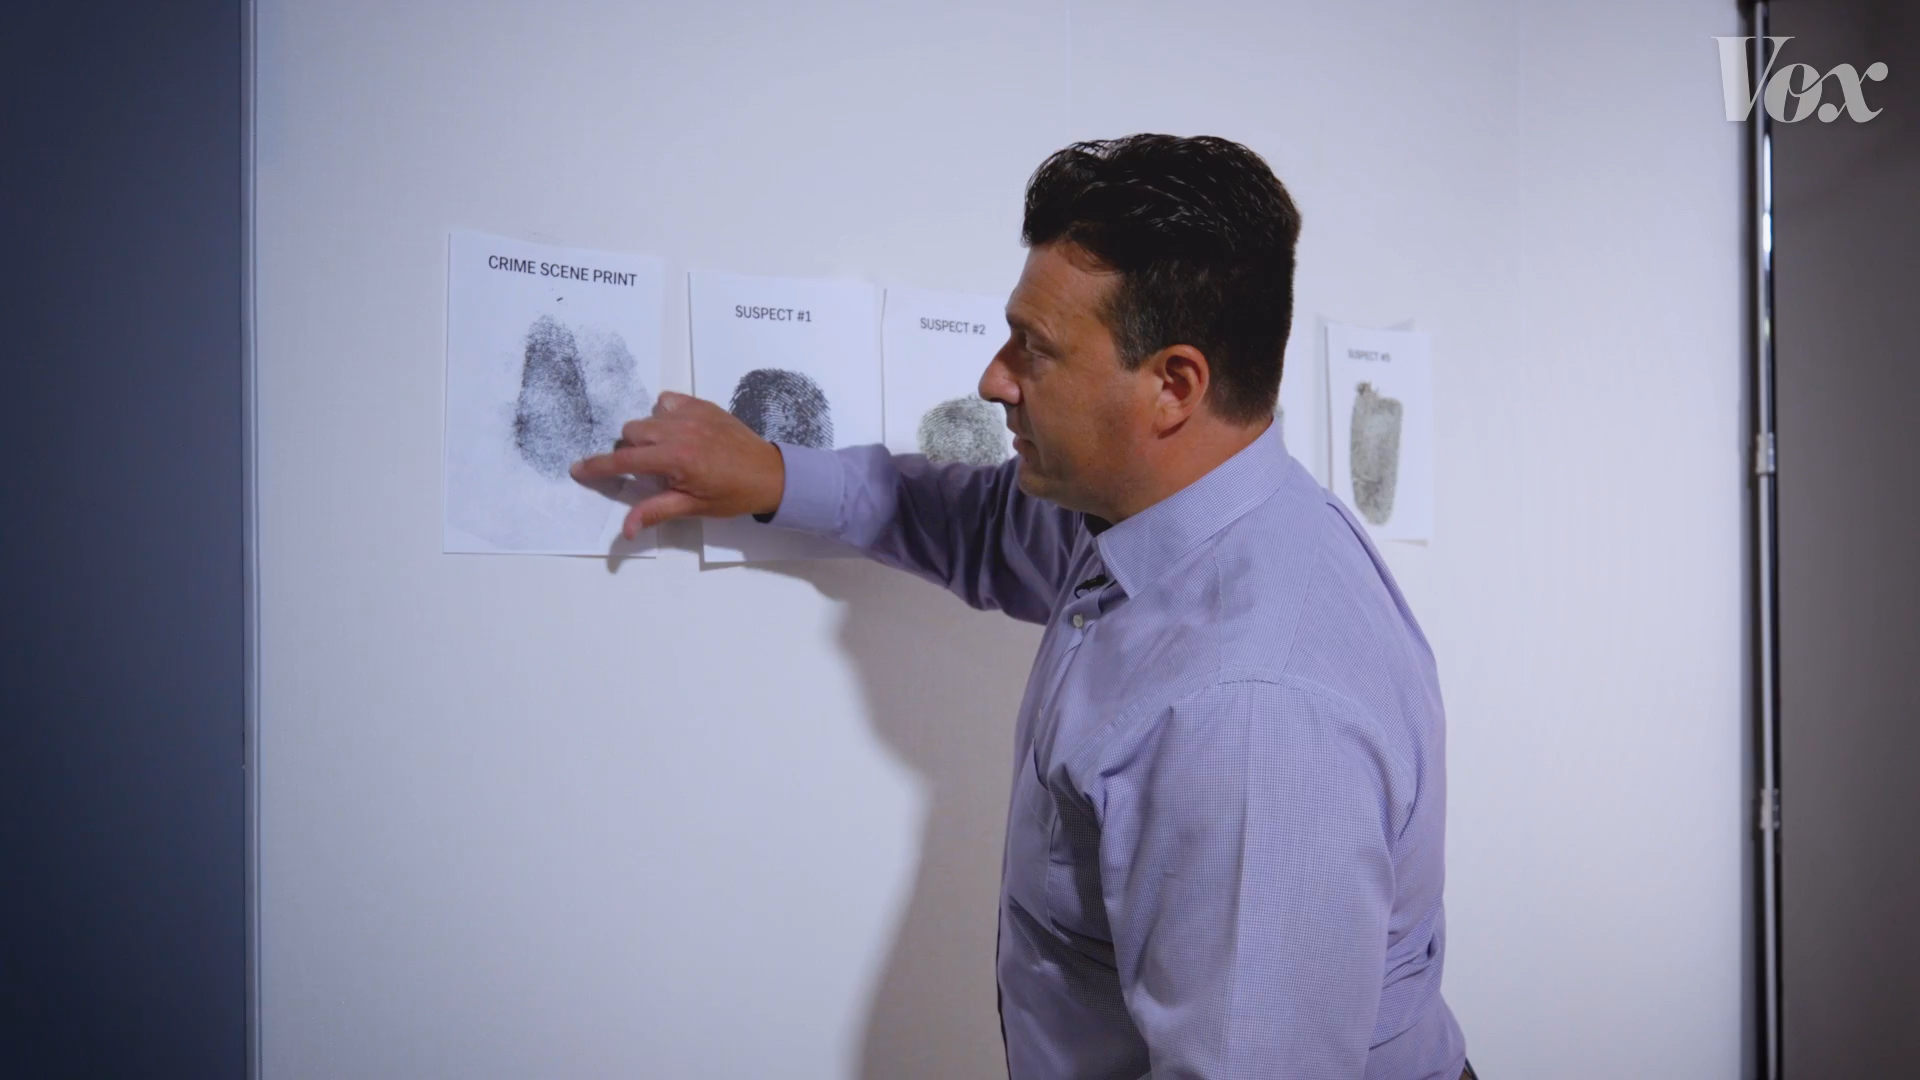 Vox
CRIME SCENE PRINT
SUSPECT #1
SUSPECT #2
SUSPECT #5